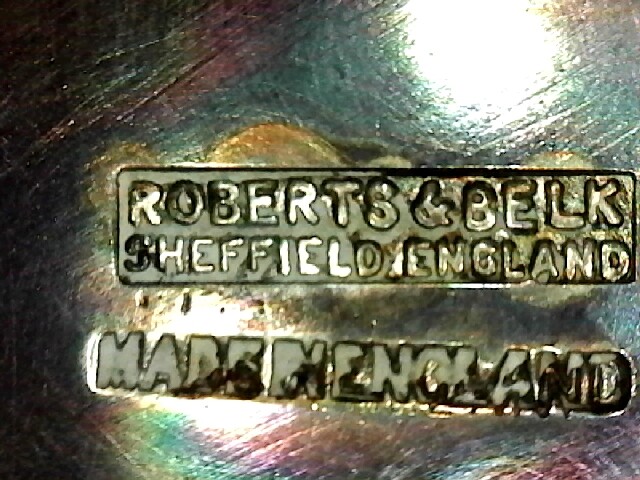 ROBERTS & BELK
SHEFFIELD, ENGLAND
MADE IN ENGLAND